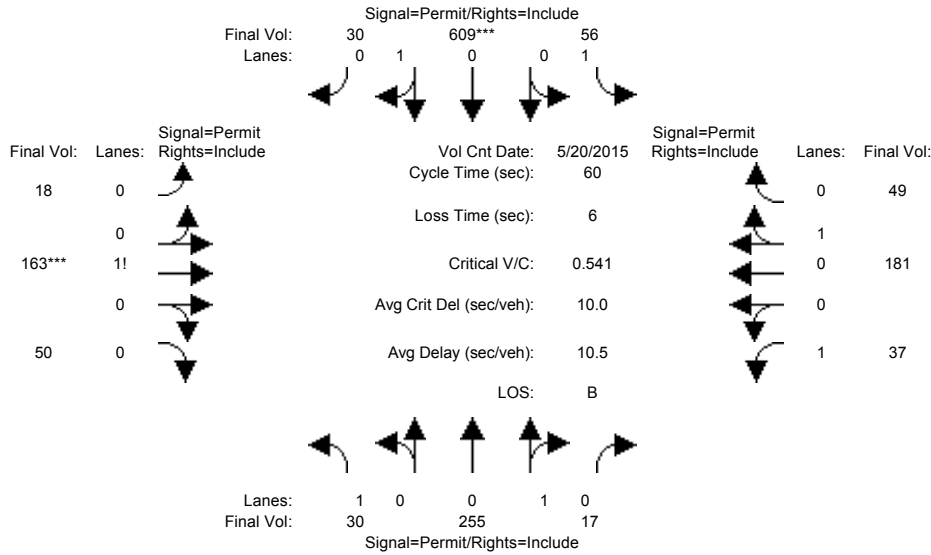 Signal=Permit/Rights=Include
Final Vol: 30 609*** 56
Lanes: 0 1 0 0 1
Signal=Permit Signal=Permit
Final Vol: Lanes: Rights=Include Vol Cnt Date: 5/20/2015 Rights=Include Lanes: Final Vol:
Cycle Time (sec): 60
18 0 0 49
Loss Time (sec): 6
0 1
163*** 1! Critical V/C: 0.541 0 181
0 Avg Crit Del (sec/veh): 10.0 0
50 0 Avg Delay (sec/veh): 10.5 1 37
LOS: B
Lanes: 1 0 0 1 0
Final Vol: 30 255 17
Signal=Permit/Rights=Include